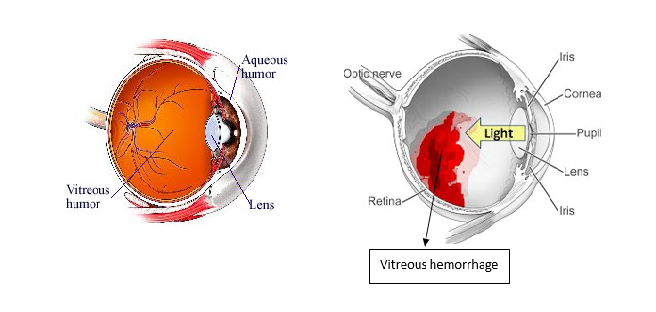 Aqueous
humor
Vitreous
humor
Lens
Optic nerve
Iris
Cornea
Light
Pupil
Lens
Retina
Iris
Vitreous hemorrhage